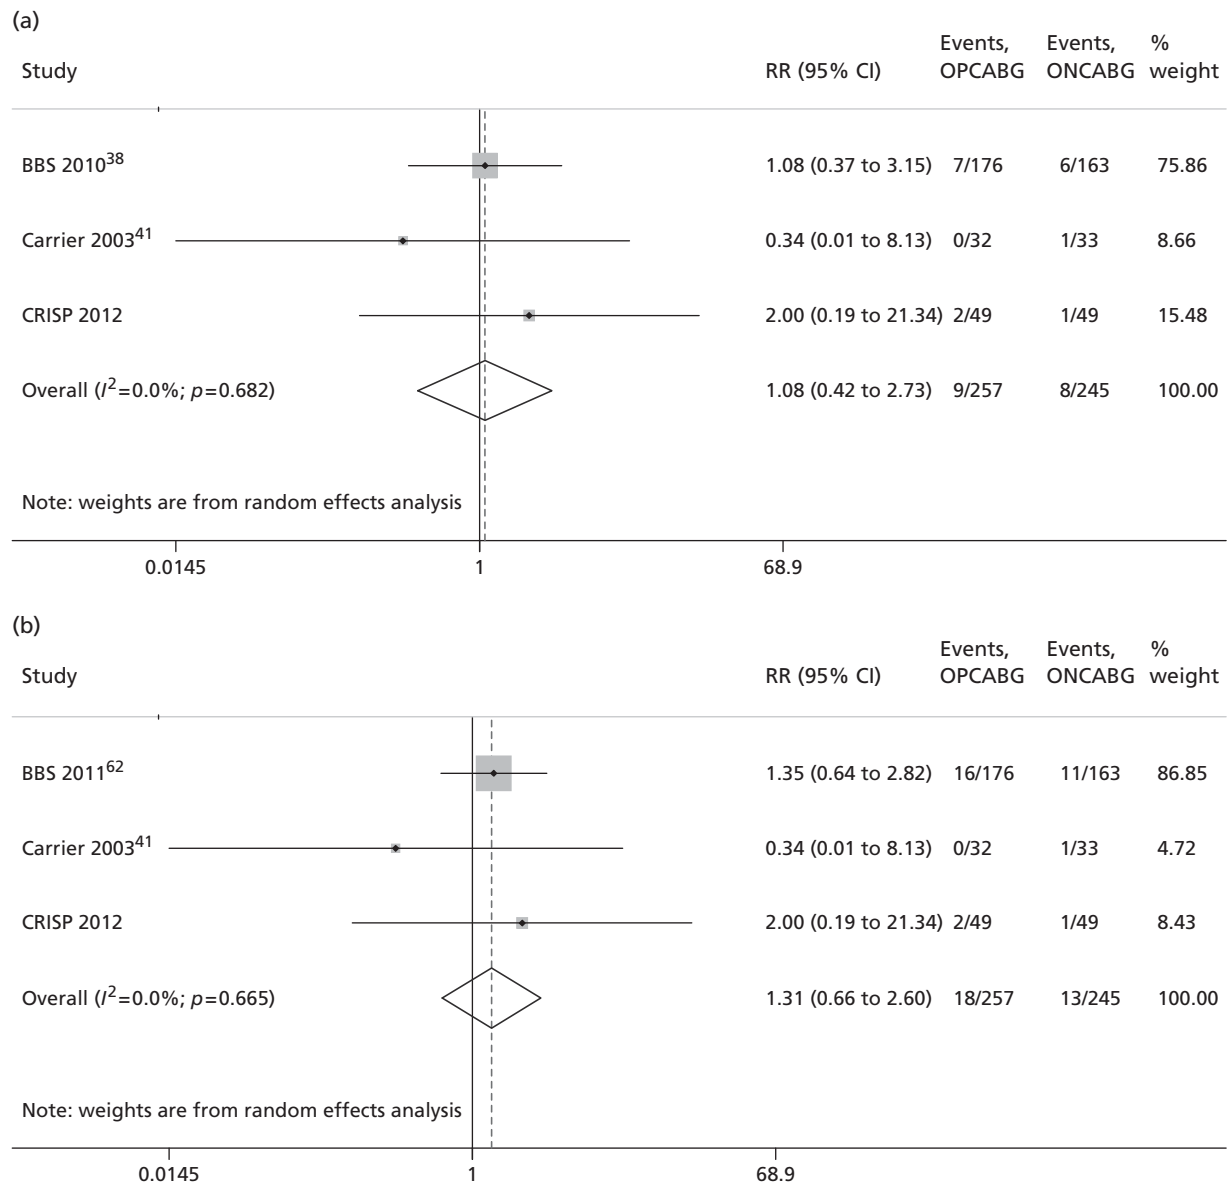 (a)
Study RR (95% CI) Events, OPCABG Events, ONCABG % weight
BBS 2010³⁸ 1.08 (0.37 to 3.15) 7/176 6/163 75.86
Carrier 2003⁴¹ 0.34 (0.01 to 8.13) 0/32 1/33 8.66
CRISP 2012 2.00 (0.19 to 21.34) 2/49 1/49 15.48
Overall (I²=0.0%; p=0.682) 1.08 (0.42 to 2.73) 9/257 8/245 100.00
Note: weights are from random effects analysis
0.0145 1 68.9
(b)
Study RR (95% CI) Events, OPCABG Events, ONCABG % weight
BBS 2011⁶² 1.35 (0.64 to 2.82) 16/176 11/163 86.85
Carrier 2003⁴¹ 0.34 (0.01 to 8.13) 0/32 1/33 4.72
CRISP 2012 2.00 (0.19 to 21.34) 2/49 1/49 8.43
Overall (I²=0.0%; p=0.665) 1.31 (0.66 to 2.60) 18/257 13/245 100.00
Note: weights are from random effects analysis
0.0145 1 68.9